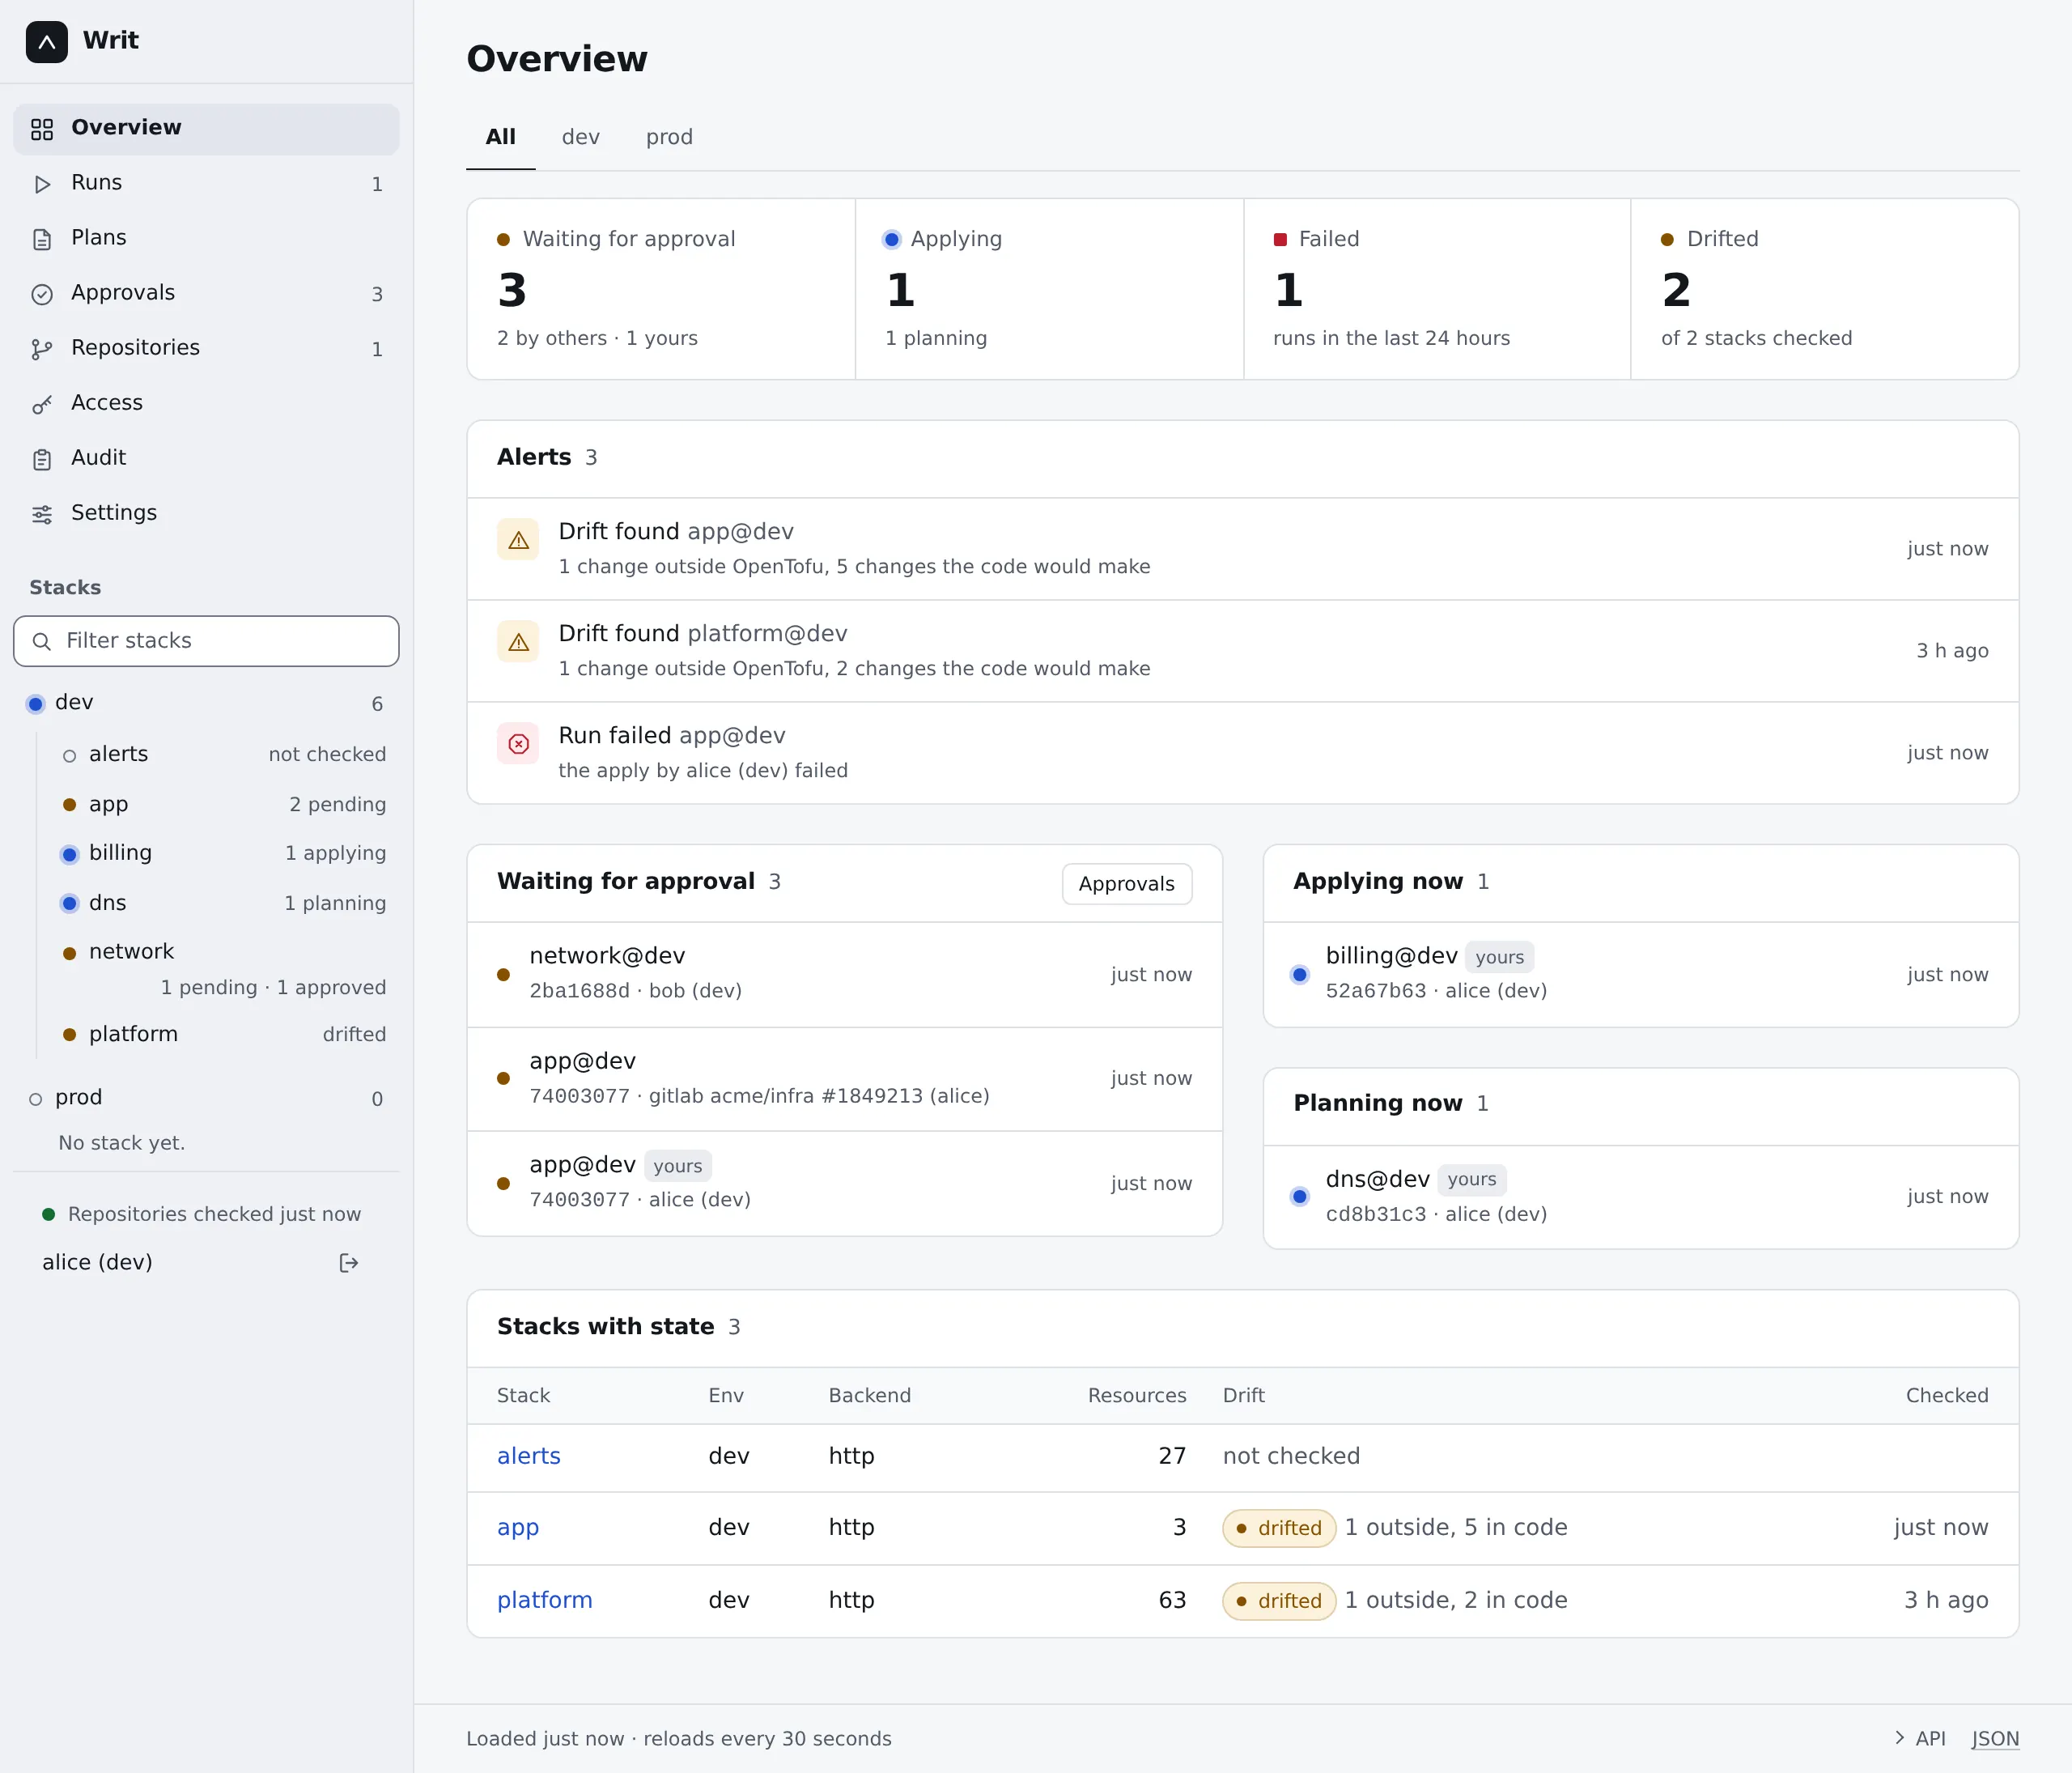 Writ
Overview
Runs 1
Plans
Approvals 3
Repositories 1
Access
Audit
Settings
Stacks
Filter stacks
dev 6
alerts not checked
app 2 pending
billing 1 applying
dns 1 planning
network
1 pending · 1 approved
platform drifted
prod 0
No stack yet.
Repositories checked just now
alice (dev)
Overview
All dev prod
Waiting for approval
3
2 by others · 1 yours
Applying
1
1 planning
Failed
1
runs in the last 24 hours
Drifted
2
of 2 stacks checked
Alerts 3
Drift found app@dev
1 change outside OpenTofu, 5 changes the code would make
just now
Drift found platform@dev
1 change outside OpenTofu, 2 changes the code would make
3 h ago
Run failed app@dev
the apply by alice (dev) failed
just now
Waiting for approval 3 Approvals
network@dev
2ba1688d · bob (dev)
just now
app@dev
74003077 · gitlab acme/infra #1849213 (alice)
just now
app@dev yours
74003077 · alice (dev)
just now
Applying now 1
billing@dev yours
52a67b63 · alice (dev)
just now
Planning now 1
dns@dev yours
cd8b31c3 · alice (dev)
just now
Stacks with state 3
Stack Env Backend Resources Drift Checked
alerts dev http 27 not checked
app dev http 3 drifted 1 outside, 5 in code just now
platform dev http 63 drifted 1 outside, 2 in code 3 h ago
Loaded just now · reloads every 30 seconds
API JSON